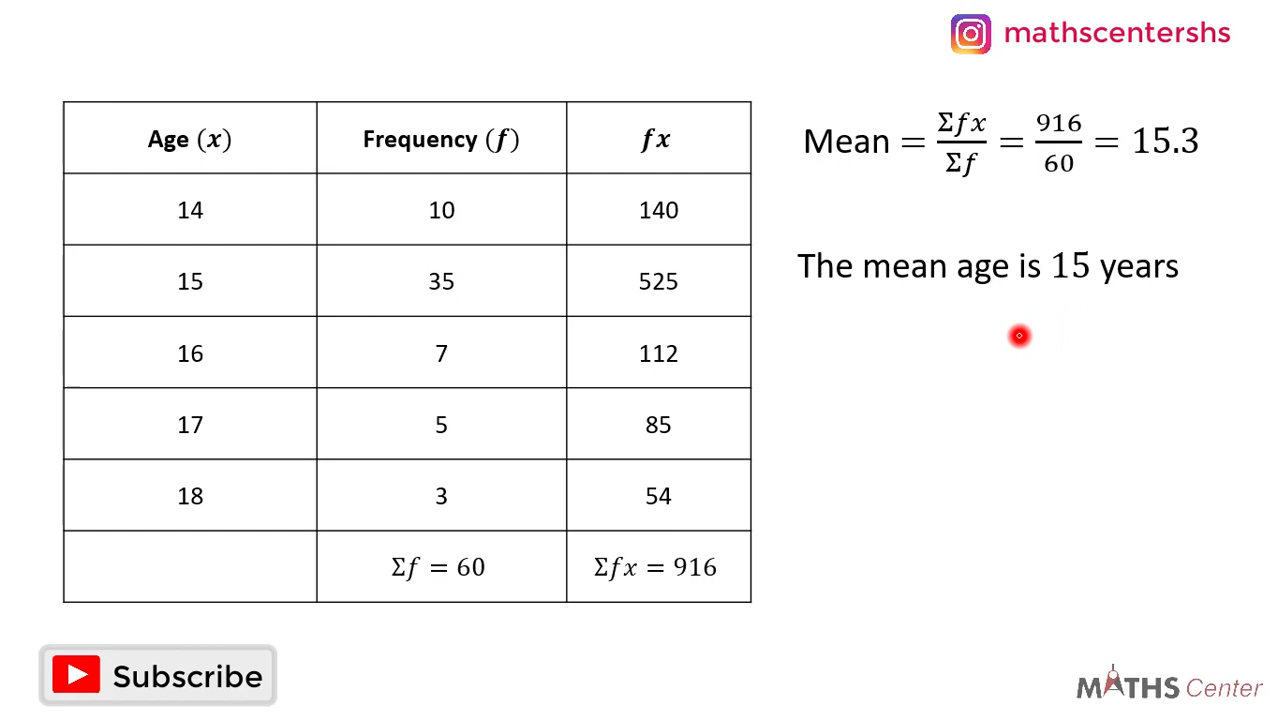 mathscentershs
Age (x) Frequency (f) fx
14 10 140
15 35 525
16 7 112
17 5 85
18 3 54
Σf = 60 Σfx = 916
Mean = Σfx/Σf = 916/60 = 15.3
The mean age is 15 years
Subscribe
MATHS Center